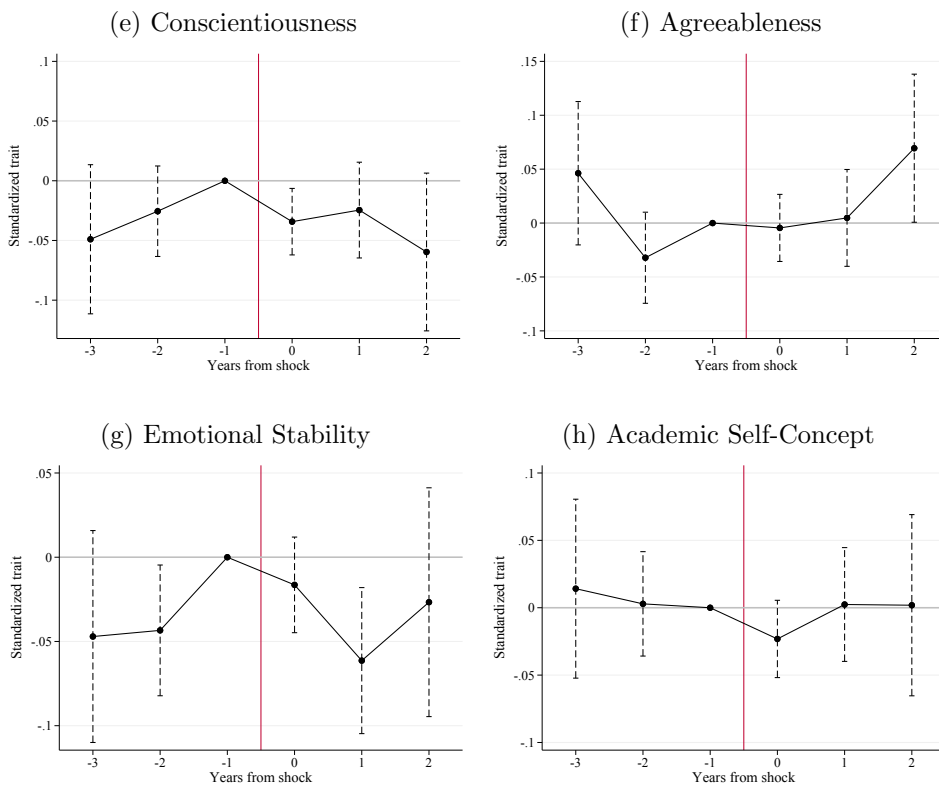 (e) Conscientiousness
.1
.05
0
-.05
-.1
Standardized trait
-3 -2 -1 0 1 2
Years from shock
(f) Agreeableness
.15
.1
.05
0
-.05
-.1
Standardized trait
-3 -2 -1 0 1 2
Years from shock
(g) Emotional Stability
.05
0
-.05
-.1
Standardized trait
-3 -2 -1 0 1 2
Years from shock
(h) Academic Self-Concept
.1
.05
0
-.05
-.1
Standardized trait
-3 -2 -1 0 1 2
Years from shock